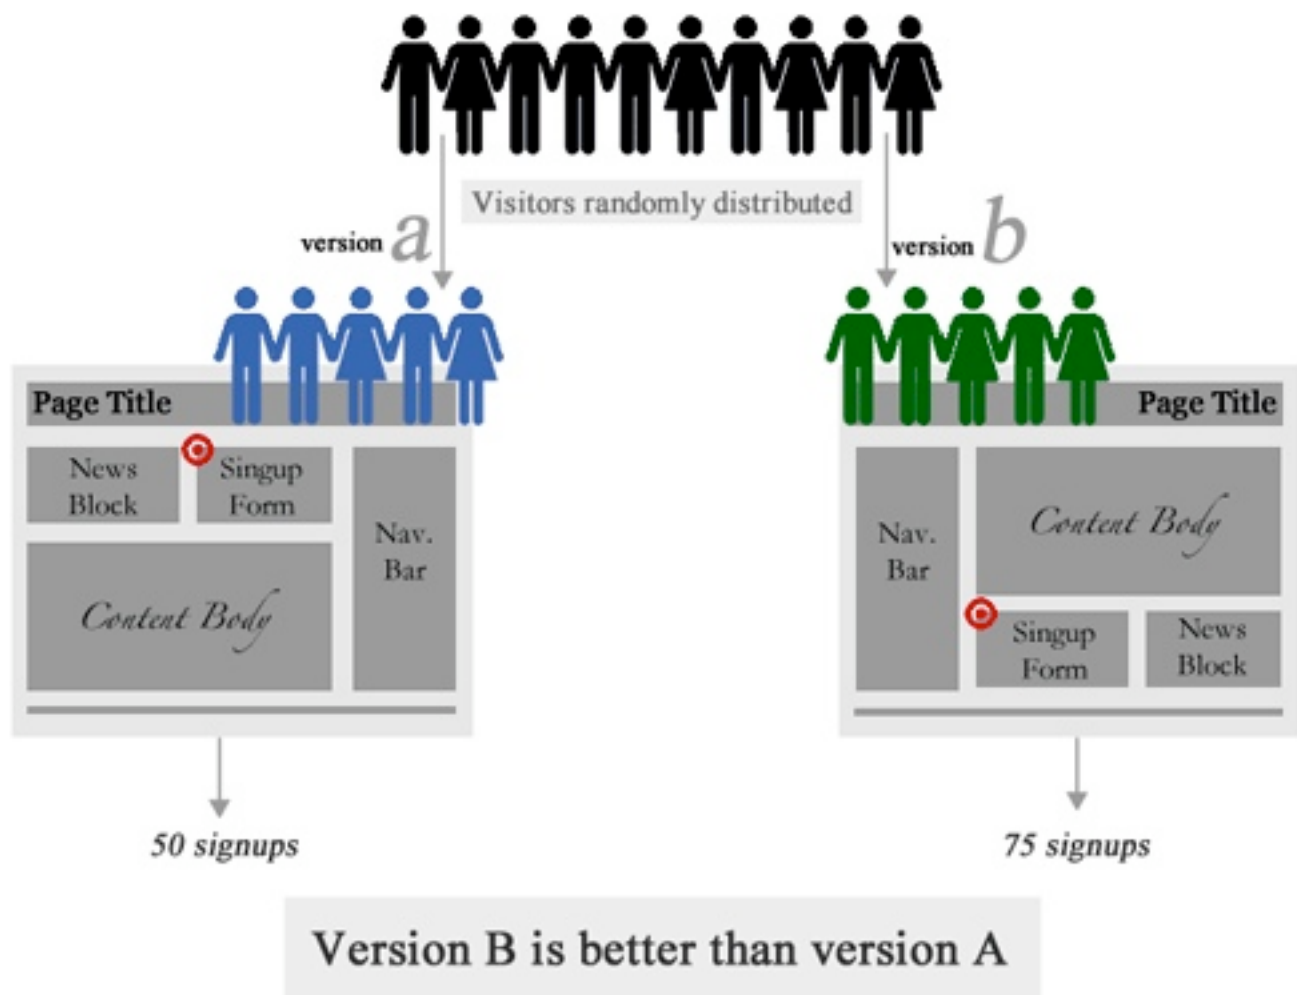 Visitors randomly distributed
version a
version b
Page Title
News
Block
Singup
Form
Nav.
Bar
Content Body
Page Title
Nav.
Bar
Content Body
Singup
Form
News
Block
50 signups
75 signups
Version B is better than version A